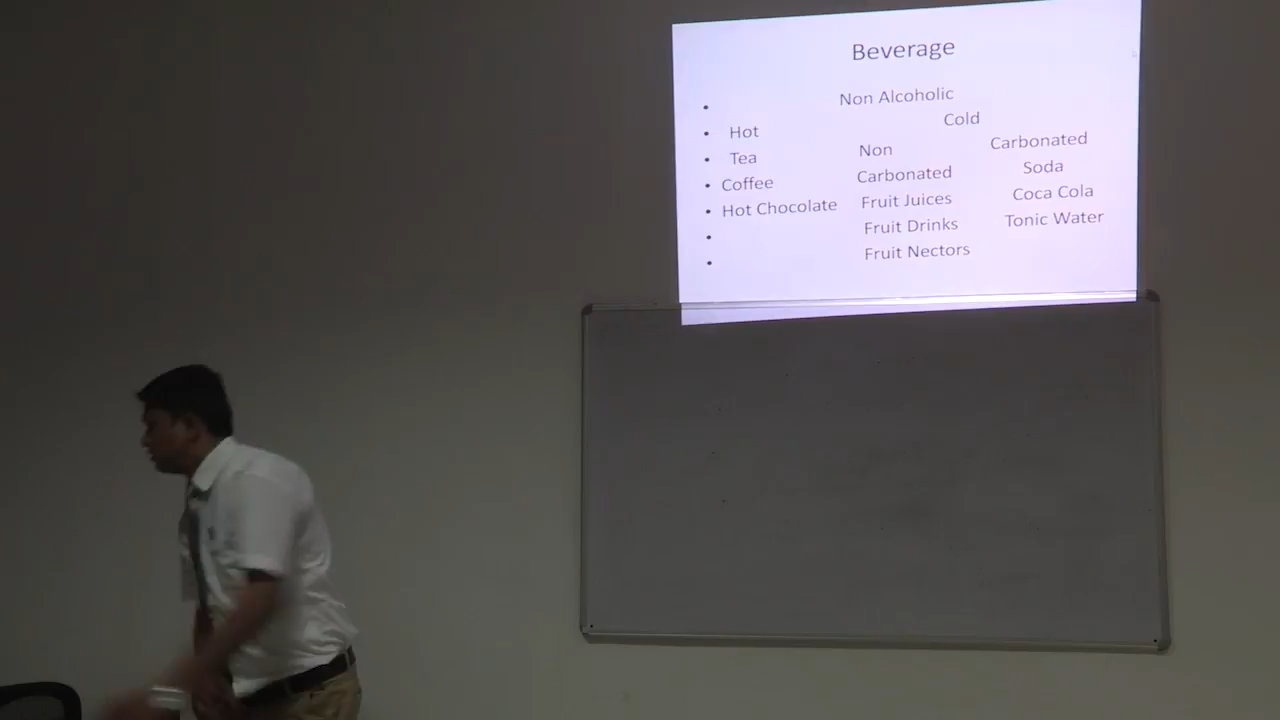 Beverage
Non Alcoholic
Hot
Cold
Tea
Non
Carbonated
Coffee
Carbonated
Soda
Hot Chocolate
Fruit Juices
Coca Cola
Fruit Drinks
Tonic Water
Fruit Nectors